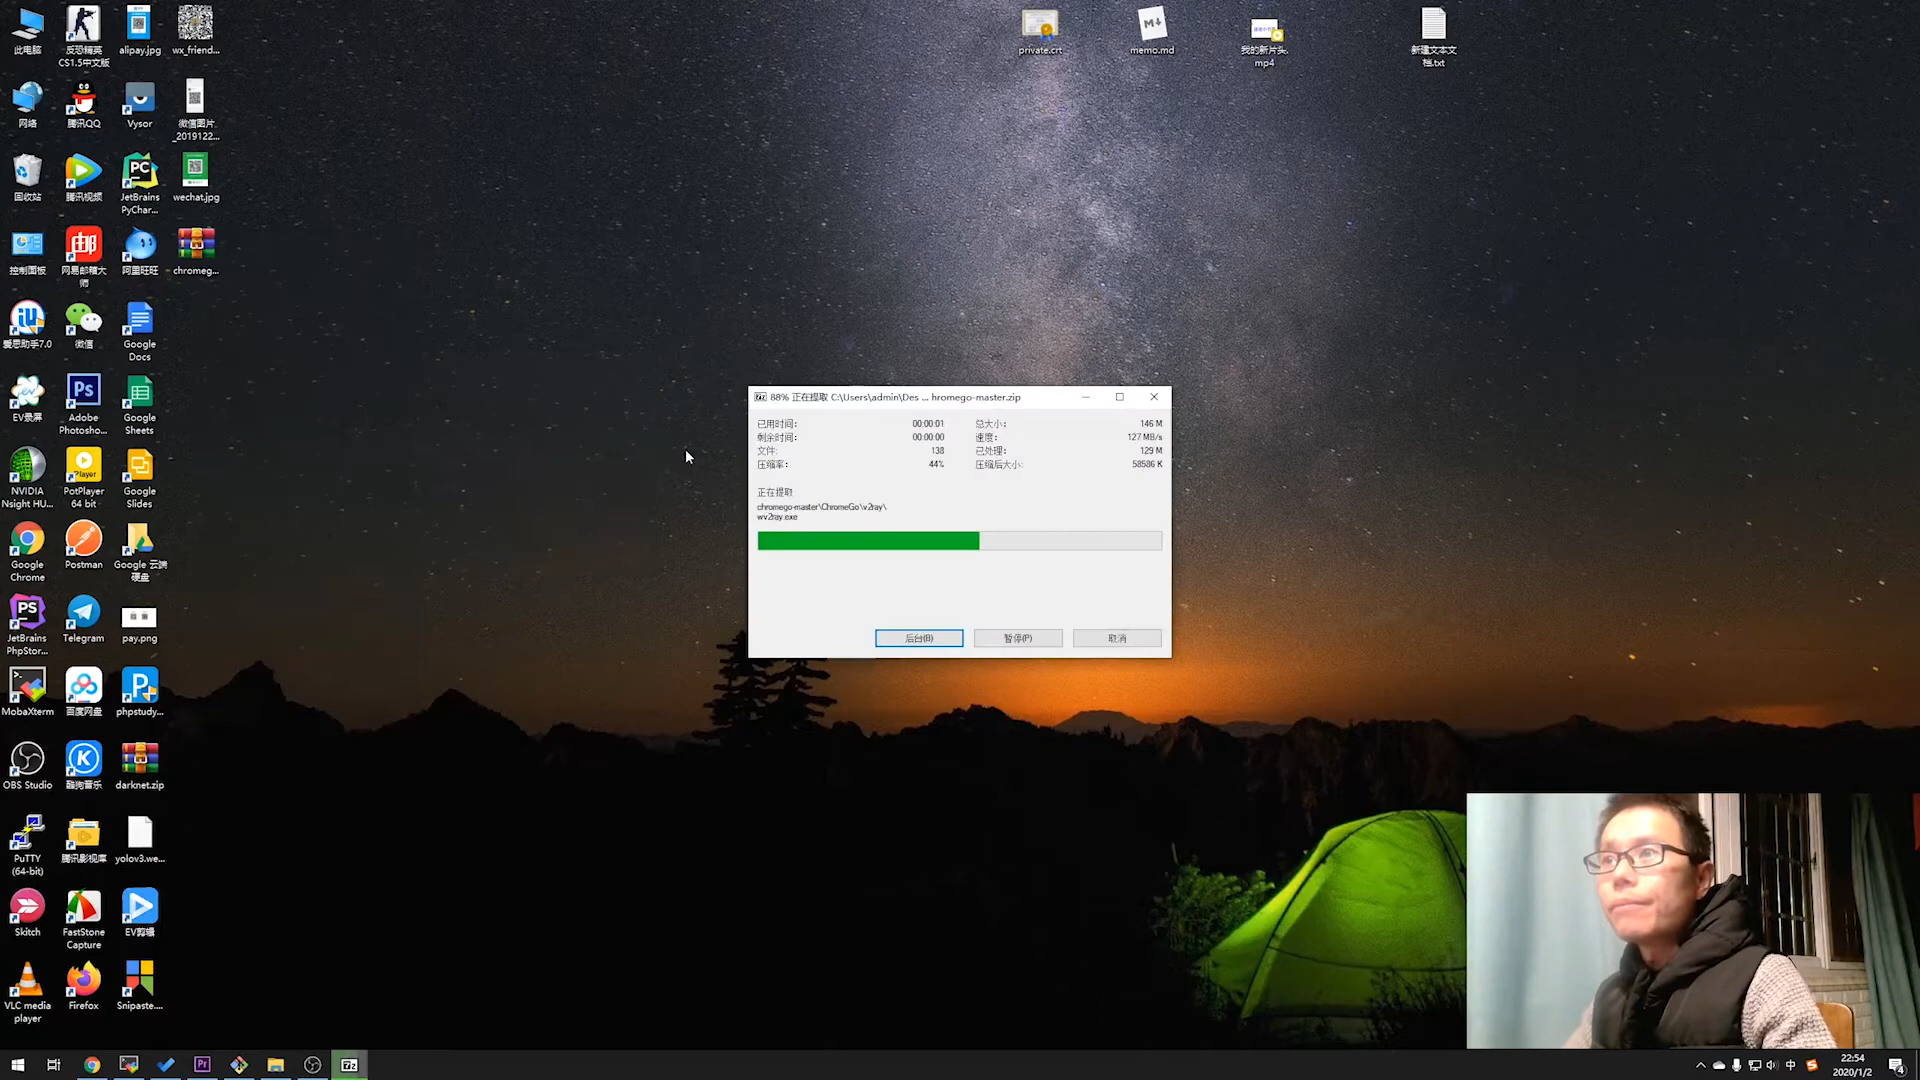 此电脑
反恐精英
CS1.5中文版
alipay.jpg
wx_friend...
网络
腾讯QQ
Vysor
微信图片
_2019122...
回收站
腾讯视频
JetBrains
PyChar...
wechat.jpg
控制面板
网易邮箱大
师
阿里旺旺
chromeg...
爱思助手7.0
微信
Google
Docs
EV录屏
Adobe
Photosho...
Google
Sheets
NVIDIA
Nsight HU...
PotPlayer
64 bit
Google
Slides
Google
Chrome
Postman
Google 云端
硬盘
JetBrains
PhpStor...
Telegram
pay.png
MobaXterm
百度网盘
phpstudy...
OBS Studio
酷狗音乐
darknet.zip
PuTTY
(64-bit)
腾讯影视库
yolov3.we...
Skitch
FastStone
Capture
EV剪辑
VLC media
player
Firefox
Snipaste....
private.crt
memo.md
我的新片头.
mp4
新建文本文
档.txt
88% 正在提取 C:\Users\admin\Des ... hromego-master.zip
已用时间: 00:00:01 总大小: 146 M
剩余时间: 00:00:00 速度: 127 MB/s
文件: 138 已处理: 129 M
压缩率: 44% 压缩后大小: 58586 K
正在提取
chromego-master\ChromeGo\v2ray\
wv2ray.exe
后台(B)
暂停(P)
取消
中
22:54
2020/1/2